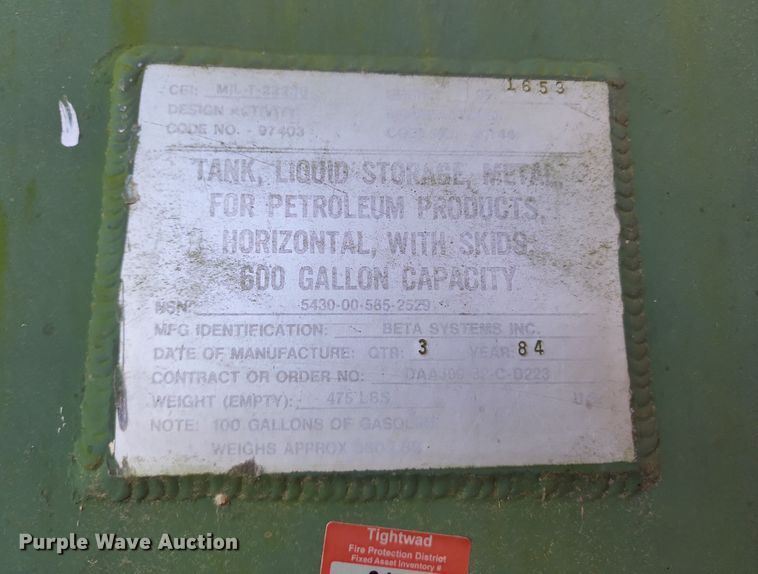 CEI: MIL-T-
1653
DESIGN ACTIVITY
CODE NO. - 97403
TANK, LIQUID STORAGE, METAL,
FOR PETROLEUM PRODUCTS,
HORIZONTAL, WITH SKIDS
600 GALLON CAPACITY
NSN: 5430-00-585-2529
MFG IDENTIFICATION: BETA SYSTEMS INC.
DATE OF MANUFACTURE: QTR: 3 YEAR: 84
CONTRACT OR ORDER NO: C-D223
WEIGHT (EMPTY): 475 LBS
NOTE: 100 GALLONS OF GASOLINE
WEIGHS APPROX
Tightwad
Fire Protection District
Fixed Asset Inventory #
Purple Wave Auction